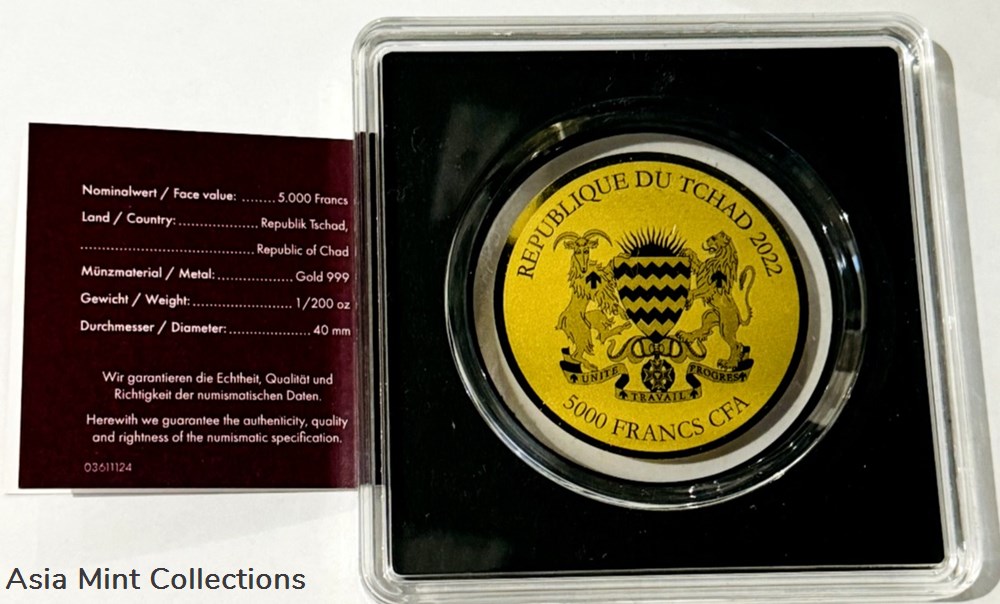 Nominalwert / Face value: ........5.000 Francs
Land / Country:................... Republik Tschad,
.......................................... Republic of Chad
Münzmaterial / Metal:.................. Gold 999
Gewicht / Weight:........................ 1/200 oz
Durchmesser / Diameter:.................... 40 mm
Wir garantieren die Echtheit, Qualität und
Richtigkeit der numismatischen Daten.
Herewith we guarantee the authenticity, quality
and rightness of the numismatic specification.
03611124
REPUBLIQUE DU TCHAD 2022
UNITE
TRAVAIL
PROGRES
5000 FRANCS CFA
Asia Mint Collections